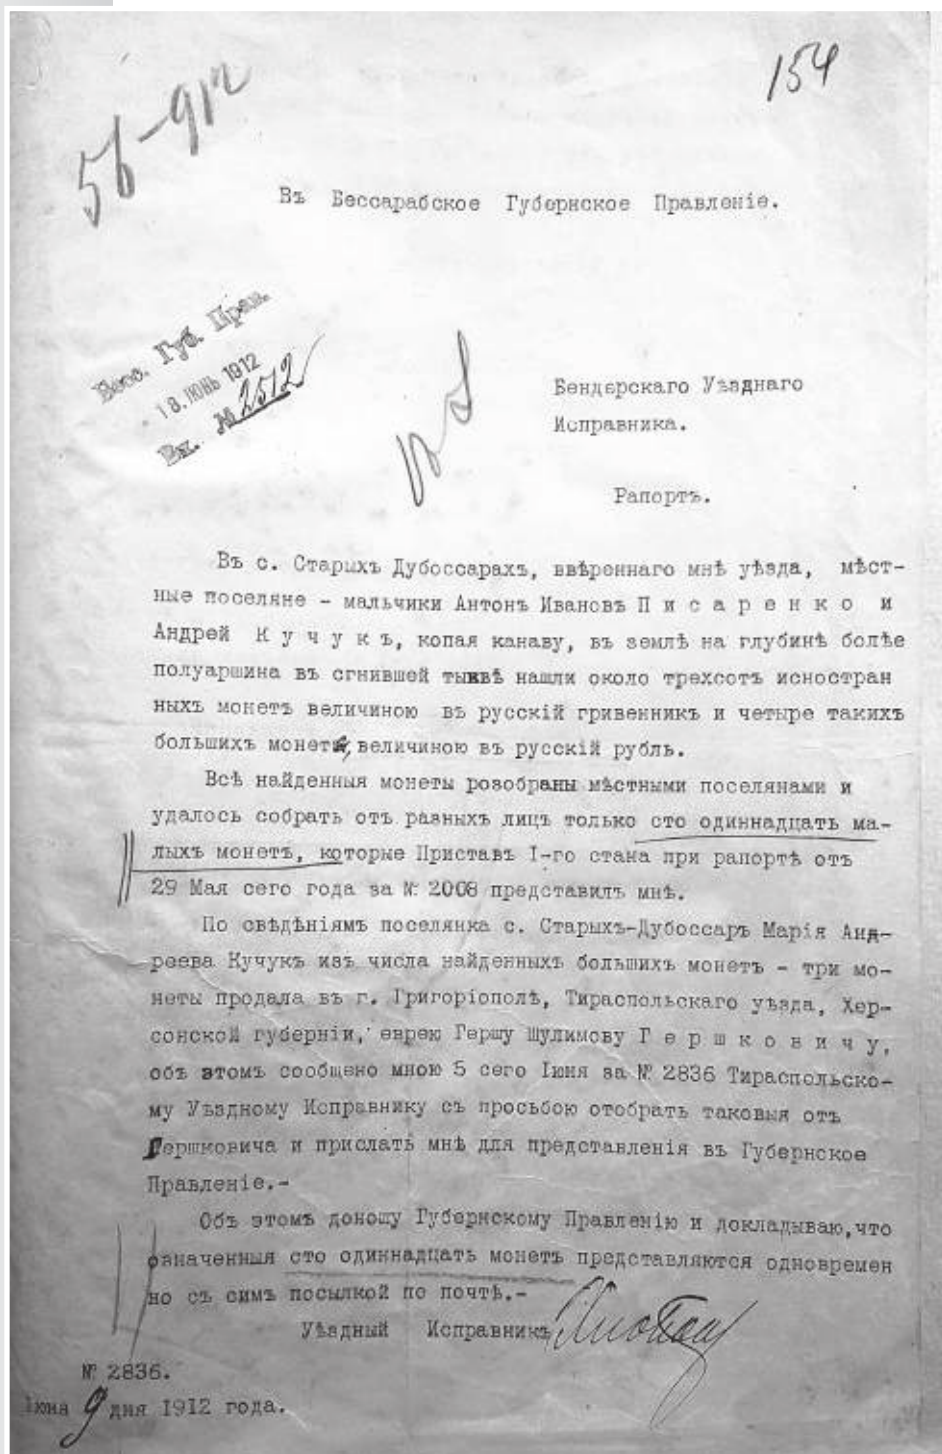 154
56-
Въ Бессарабское Губернское Правленіе.
Бесс. Губ. Прав.
18. ІЮНЬ 1912
Вх. № 2512
Бендерскаго Уѣзднаго
Исправника.
Рапортъ.
Въ с. Старыхъ Дубоссарахъ, ввѣреннаго мнѣ уѣзда, мѣст-
ные поселяне - мальчики Антонъ Ивановъ П и с а р е н к о и
Андрей К у ч у к ъ, копая канаву, въ землѣ на глубинѣ болѣе
полуаршина въ сгнившей тыквѣ нашли около трехсотъ исностран
ныхъ монетъ величиною въ русскій гривенник и четыре такихъ
большихъ монеты, величиною въ русскій рубль.
Всѣ найденныя монеты розобраны мѣстными поселянами и
удалось собрать отъ разныхъ лицъ только сто одиннадцать ма-
лыхъ монетъ, которые Приставъ I-го стана при рапортѣ отъ
29 Мая сего года за № 2008 представилъ мнѣ.
По свѣдѣніямъ поселянка с. Старыхъ-Дубоссаръ Марія Анд-
реева Кучукъ изъ числа найденныхъ большихъ монетъ - три мо-
неты продала въ г. Григоріополѣ, Тираспольскаго уѣзда, Хер-
сонской губерніи, еврею Гершу Шулимову Г е р ш к о в и ч у,
объ этомъ сообщено мною 5 сего Іюня за № 2836 Тираспольско-
му Уѣздному Исправнику съ просьбою отобрать таковыя отъ
Гершковича и прислать мнѣ для представленія въ Губернское
Правленіе.-
Объ этомъ доношу Губернскому Правленію и докладываю,что
означенныя сто одиннадцать монетъ представляются одновремен
но съ симъ посылкой по почтѣ.-
Уѣздный Исправникъ
№ 2836.
Іюня 9 дня 1912 года.